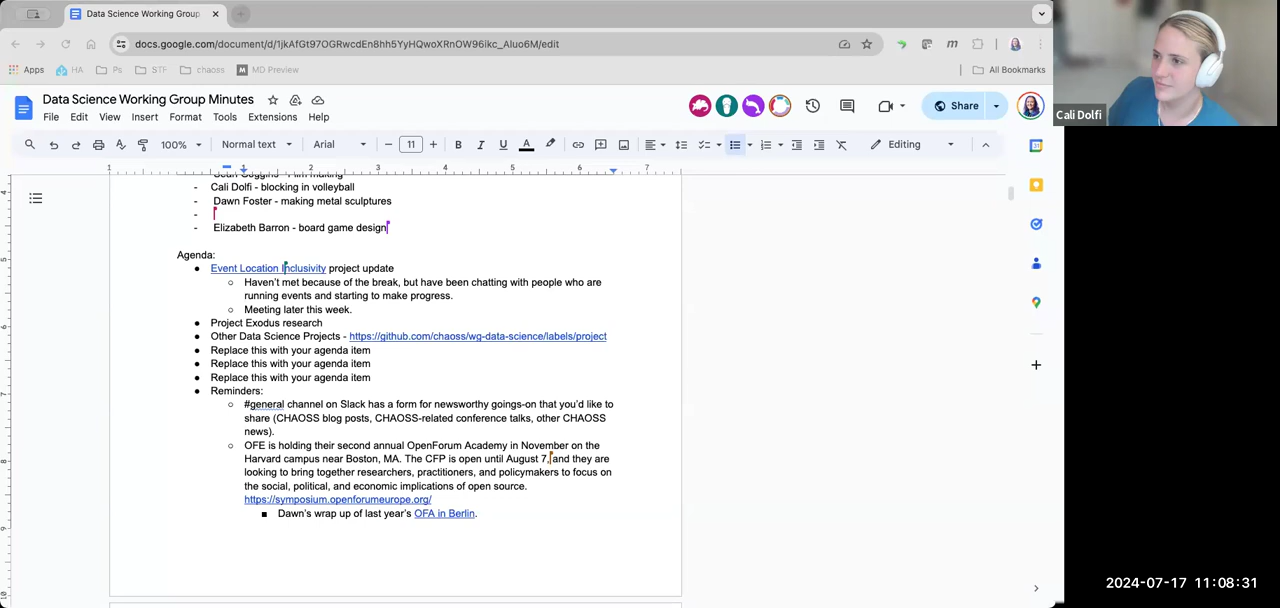 Data Science Working Group
docs.google.com/document/d/1jkAfGt97OGRwcdEn8hh5YyHQwoXRnOW96ikc_Aluo6M/edit
Apps HA Ps STF chaoss MD Preview All Bookmarks
Data Science Working Group Minutes
File Edit View Insert Format Tools Extensions Help
Share
Cali Dolfi
100% Normal text Arial 11 Editing
1 1 2 3 4 5 6 7
- Cali Dolfi - blocking in volleyball
- Dawn Foster - making metal sculptures
-
- Elizabeth Barron - board game design
Agenda:
● Event Location Inclusivity project update
○ Haven't met because of the break, but have been chatting with people who are
running events and starting to make progress.
○ Meeting later this week.
● Project Exodus research
● Other Data Science Projects - https://github.com/chaoss/wg-data-science/labels/project
● Replace this with your agenda item
● Replace this with your agenda item
● Replace this with your agenda item
● Reminders:
○ #general channel on Slack has a form for newsworthy goings-on that you'd like to
share (CHAOSS blog posts, CHAOSS-related conference talks, other CHAOSS
news).
○ OFE is holding their second annual OpenForum Academy in November on the
Harvard campus near Boston, MA. The CFP is open until August 7, and they are
looking to bring together researchers, practitioners, and policymakers to focus on
the social, political, and economic implications of open source.
https://symposium.openforumeurope.org/
■ Dawn's wrap up of last year's OFA in Berlin.
2024-07-17 11:08:31